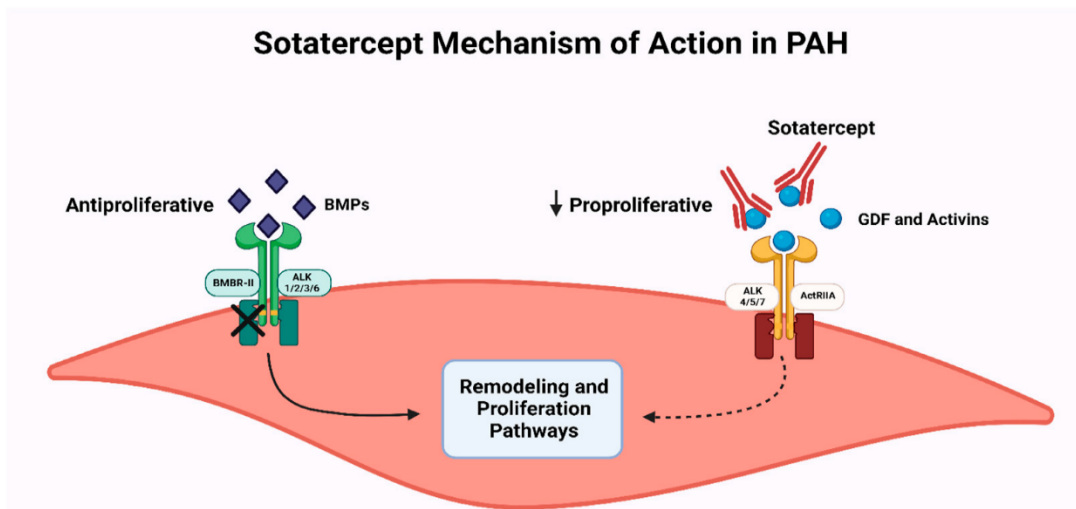 Sotatercept Mechanism of Action in PAH
Sotatercept
Antiproliferative
BMPs
↓ Proproliferative
GDF and Activins
BMBR-II
ALK
1/2/3/6
ALK
4/5/7
ActRIIA
Remodeling and
Proliferation
Pathways